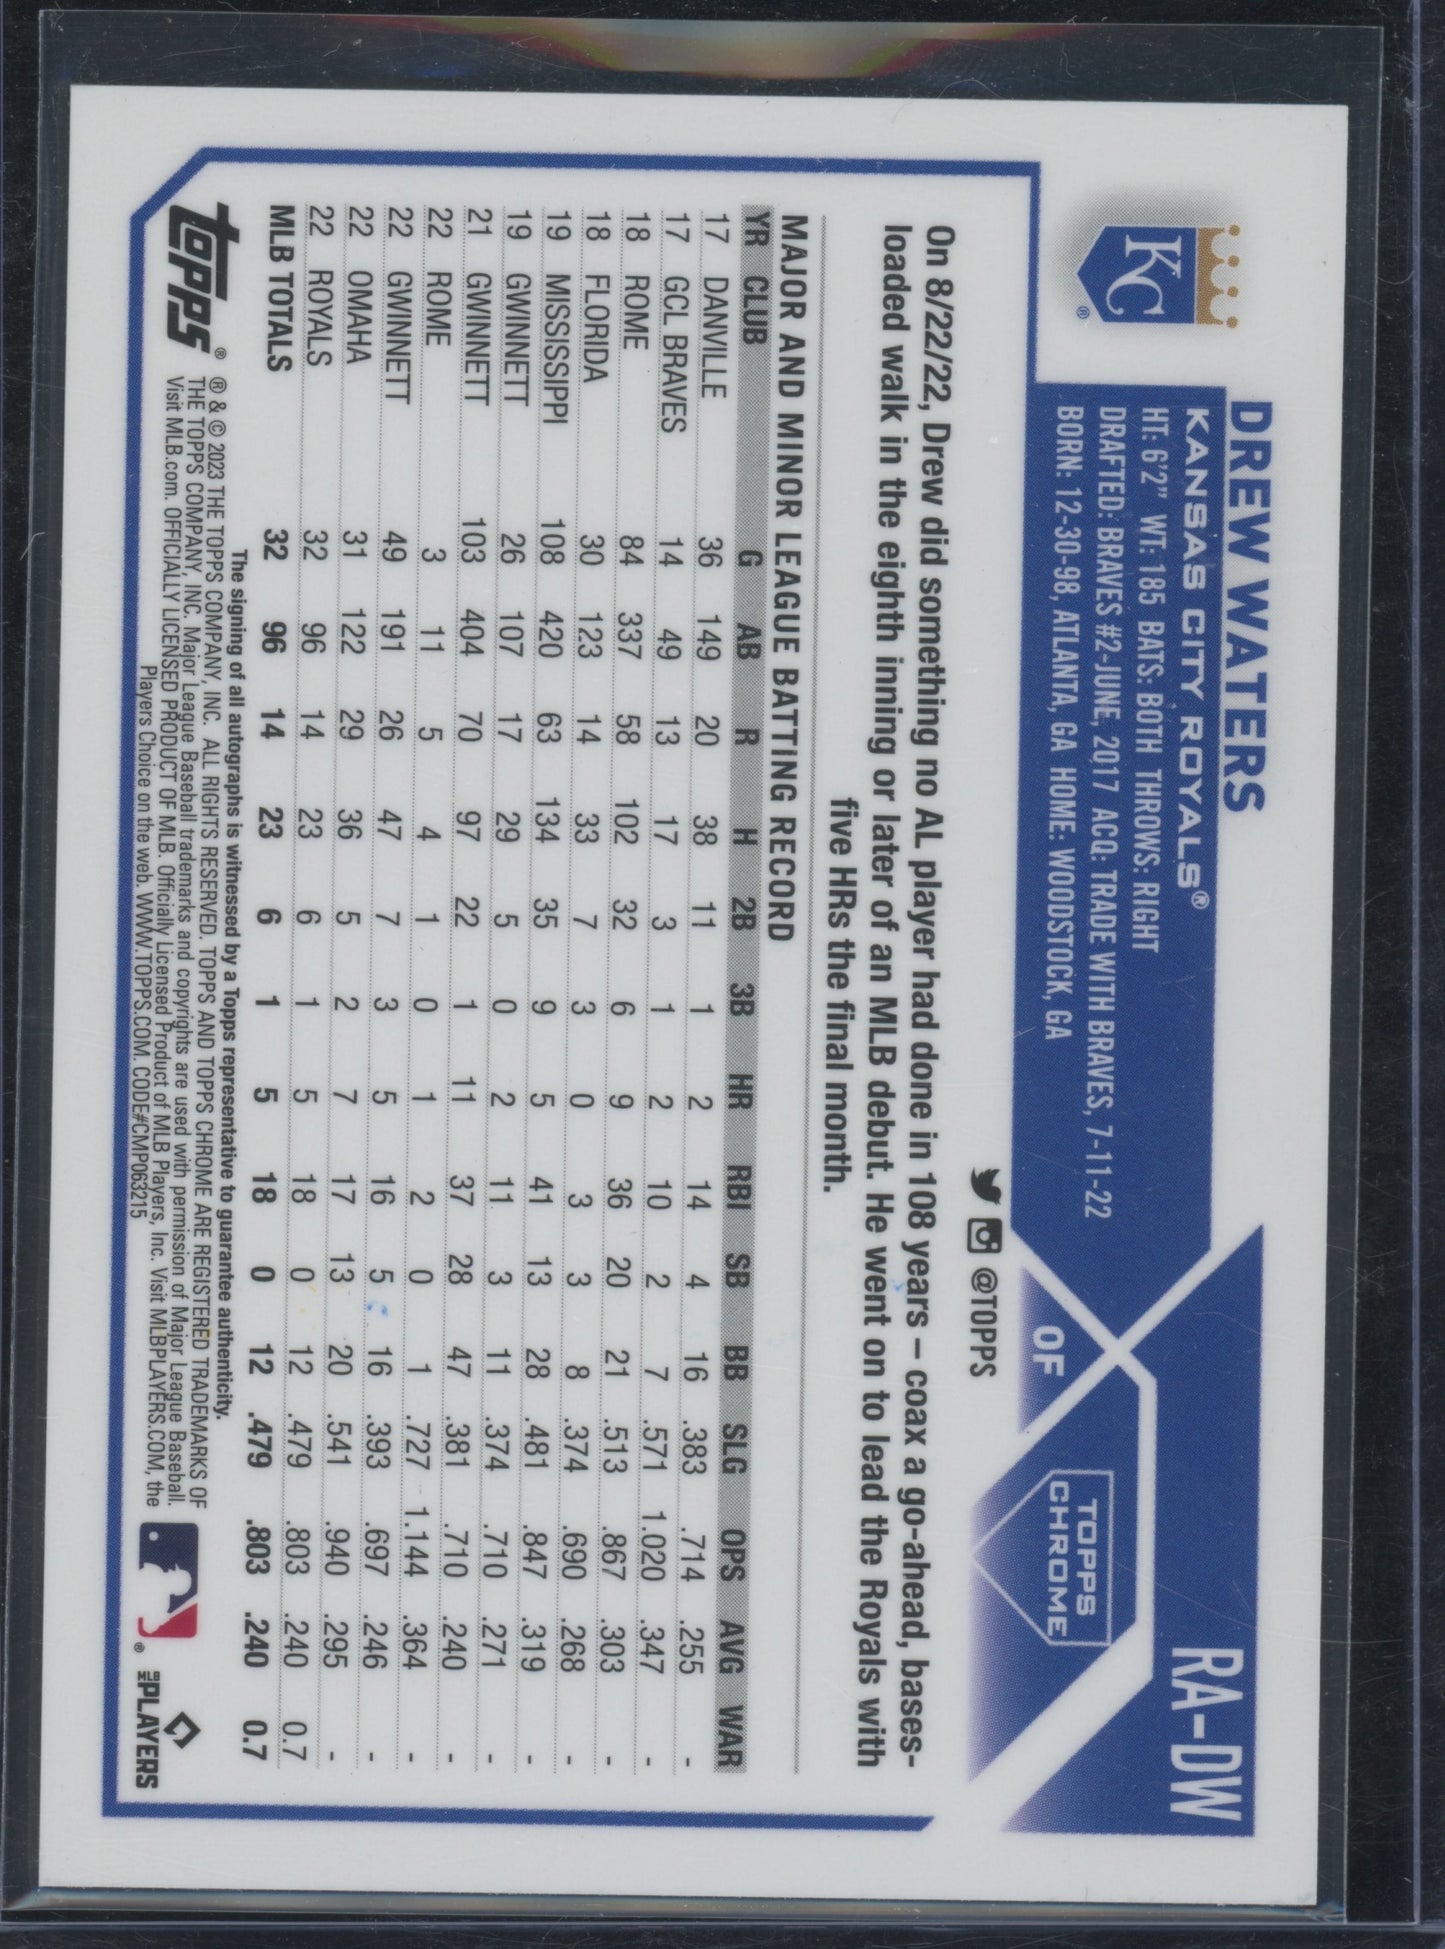 KC ®
DREW WATERS
KANSAS CITY ROYALS®
HT: 6'2" WT: 185 BATS: BOTH THROWS: RIGHT
DRAFTED: BRAVES #2-JUNE, 2017 ACQ: TRADE WITH BRAVES, 7-11-22
BORN: 12-30-98, ATLANTA, GA HOME: WOODSTOCK, GA
RA-DW
TOPPS
CHROME
OF
@TOPPS
On 8/22/22, Drew did something no AL player had done in 108 years – coax a go-ahead, bases-
loaded walk in the eighth inning or later of an MLB debut. He went on to lead the Royals with
five HRs the final month.
MAJOR AND MINOR LEAGUE BATTING RECORD
YR CLUB G AB R H 2B 3B HR RBI SB BB SLG OPS AVG WAR
17 DANVILLE 36 149 20 38 11 1 2 14 4 16 .383 .714 .255 -
17 GCL BRAVES 14 49 13 17 3 1 2 10 2 7 .571 1.020 .347 -
18 ROME 84 337 58 102 32 6 9 36 20 21 .513 .867 .303 -
18 FLORIDA 30 123 14 33 7 3 0 3 3 8 .374 .690 .268 -
19 MISSISSIPPI 108 420 63 134 35 9 5 41 13 28 .481 .847 .319 -
19 GWINNETT 26 107 17 29 5 0 2 11 3 11 .374 .710 .271 -
21 GWINNETT 103 404 70 97 22 1 11 37 28 47 .381 .710 .240 -
22 ROME 3 11 5 4 1 0 1 2 0 1 .727 1.144 .364 -
22 GWINNETT 49 191 26 47 7 3 5 16 5 16 .393 .697 .246 -
22 OMAHA 31 122 29 36 5 2 7 17 13 20 .541 .940 .295 -
22 ROYALS 32 96 14 23 6 1 5 18 0 12 .479 .803 .240 0.7
MLB TOTALS 32 96 14 23 6 1 5 18 0 12 .479 .803 .240 0.7
topps®
The signing of all autographs is witnessed by a Topps representative to guarantee authenticity.
® & © 2023 THE TOPPS COMPANY, INC. ALL RIGHTS RESERVED. TOPPS AND TOPPS CHROME ARE REGISTERED TRADEMARKS OF
THE TOPPS COMPANY, INC. Major League Baseball trademarks and copyrights are used with permission of Major League Baseball.
Visit MLB.com. OFFICIALLY LICENSED PRODUCT OF MLB. Officially Licensed Product of MLB Players, Inc. Visit MLBPLAYERS.COM, the
Players Choice on the web. WWW.TOPPS.COM. CODE#CMP063215
®
MLB PLAYERS